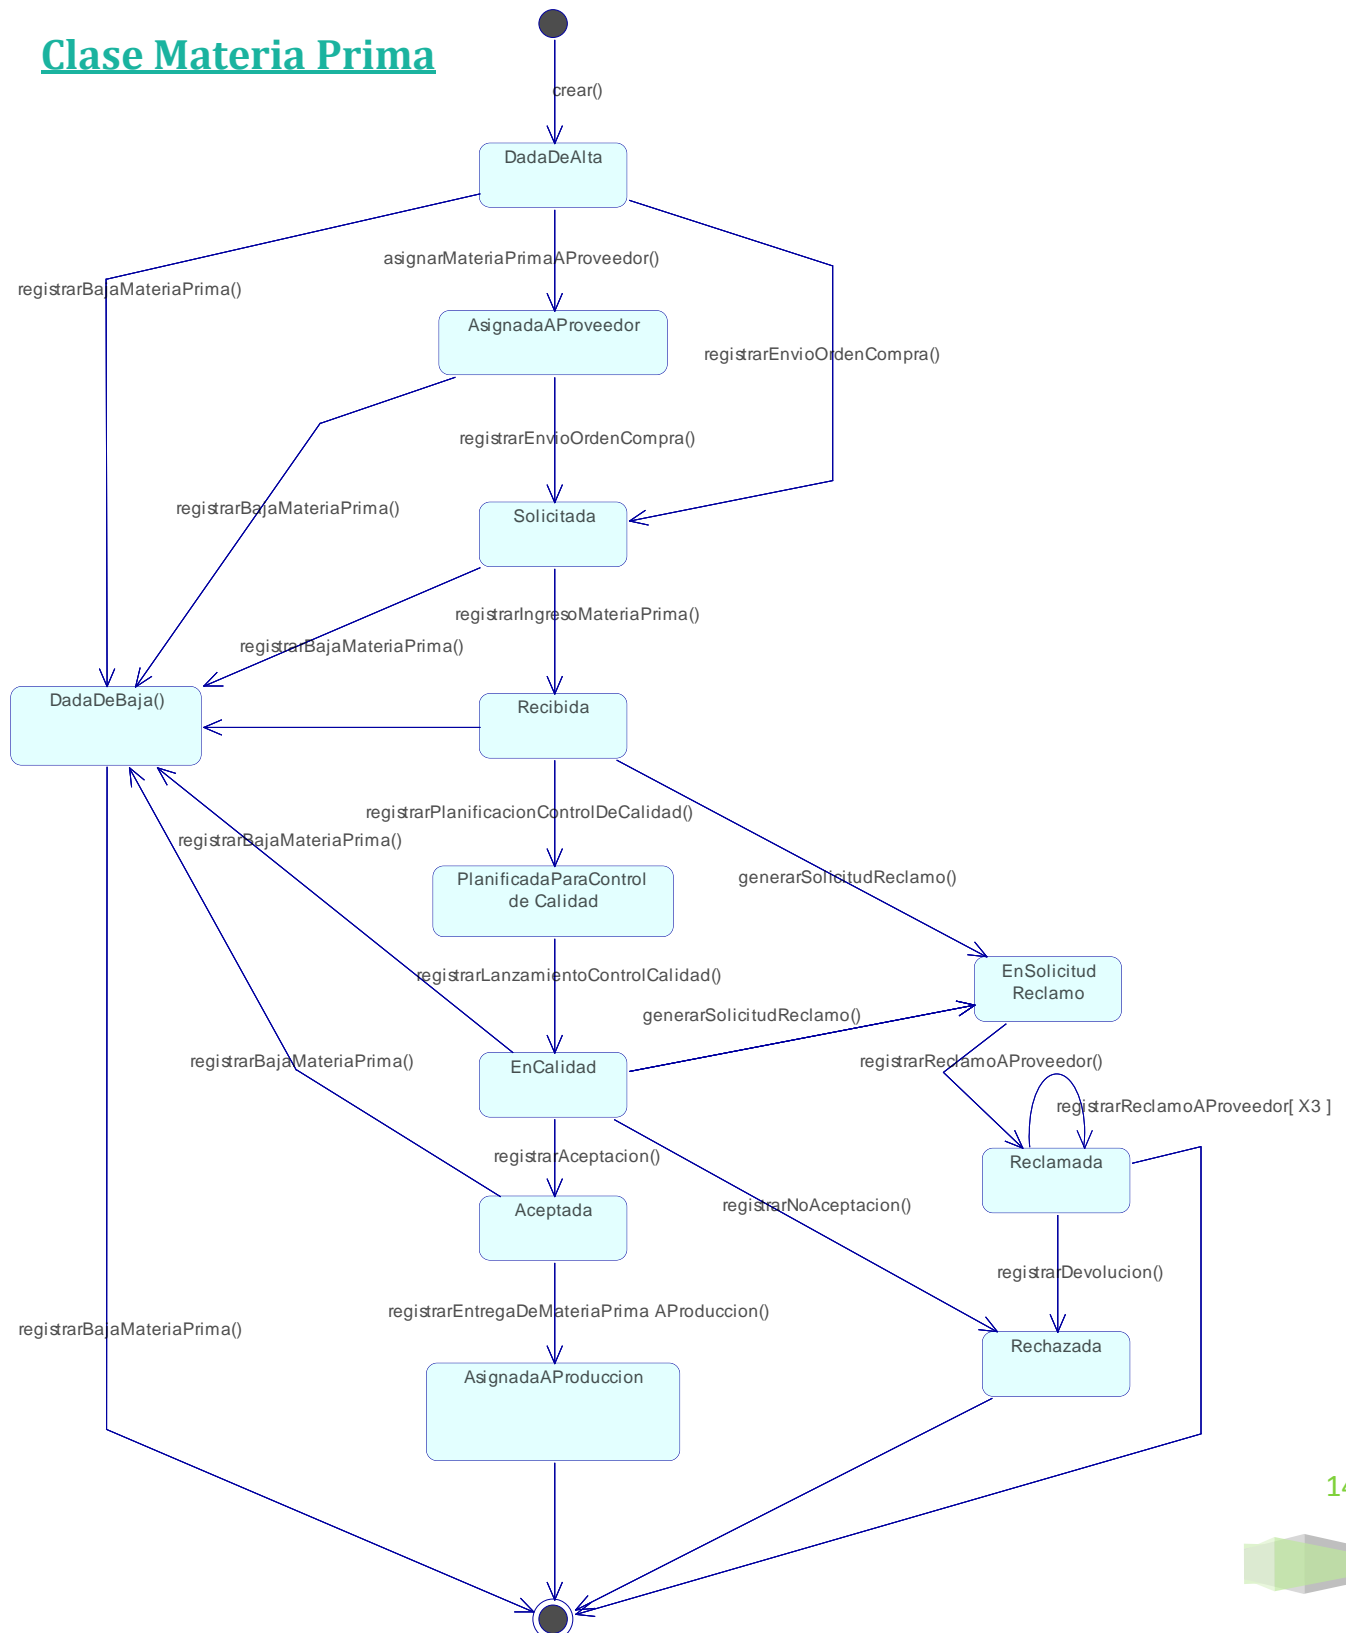 Clase Materia Prima
crear()
DadaDeAlta
asignarMateriaPrimaAProveedor()
registrarBajaMateriaPrima()
AsignadaAProveedor
registrarEnvioOrdenCompra()
registrarEnvioOrdenCompra()
registrarBajaMateriaPrima()
Solicitada
registrarIngresoMateriaPrima()
registrarBajaMateriaPrima()
DadaDeBaja()
Recibida
registrarPlanificacionControlDeCalidad()
registrarBajaMateriaPrima()
generarSolicitudReclamo()
PlanificadaParaControl
de Calidad
registrarLanzamientoControlCalidad()
EnSolicitud
Reclamo
generarSolicitudReclamo()
registrarBajaMateriaPrima()
EnCalidad
registrarReclamoAProveedor()
registrarReclamoAProveedor[ X3 ]
registrarAceptacion()
Reclamada
Aceptada
registrarNoAceptacion()
registrarDevolucion()
registrarEntregaDeMateriaPrima AProduccion()
registrarBajaMateriaPrima()
Rechazada
AsignadaAProduccion
14